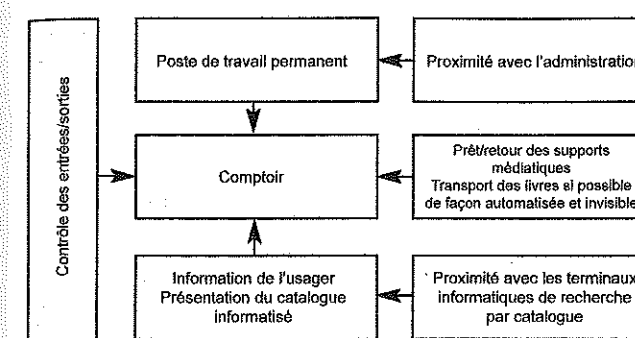 Contrôle des entrées/sorties
Poste de travail permanent
Proximité avec l'administration
Comptoir
Prêt/retour des supports
médiatiques
Transport des livres si possible
de façon automatisée et invisible
Information de l'usager
Présentation du catalogue
informatisé
Proximité avec les terminaux
informatiques de recherche
par catalogue